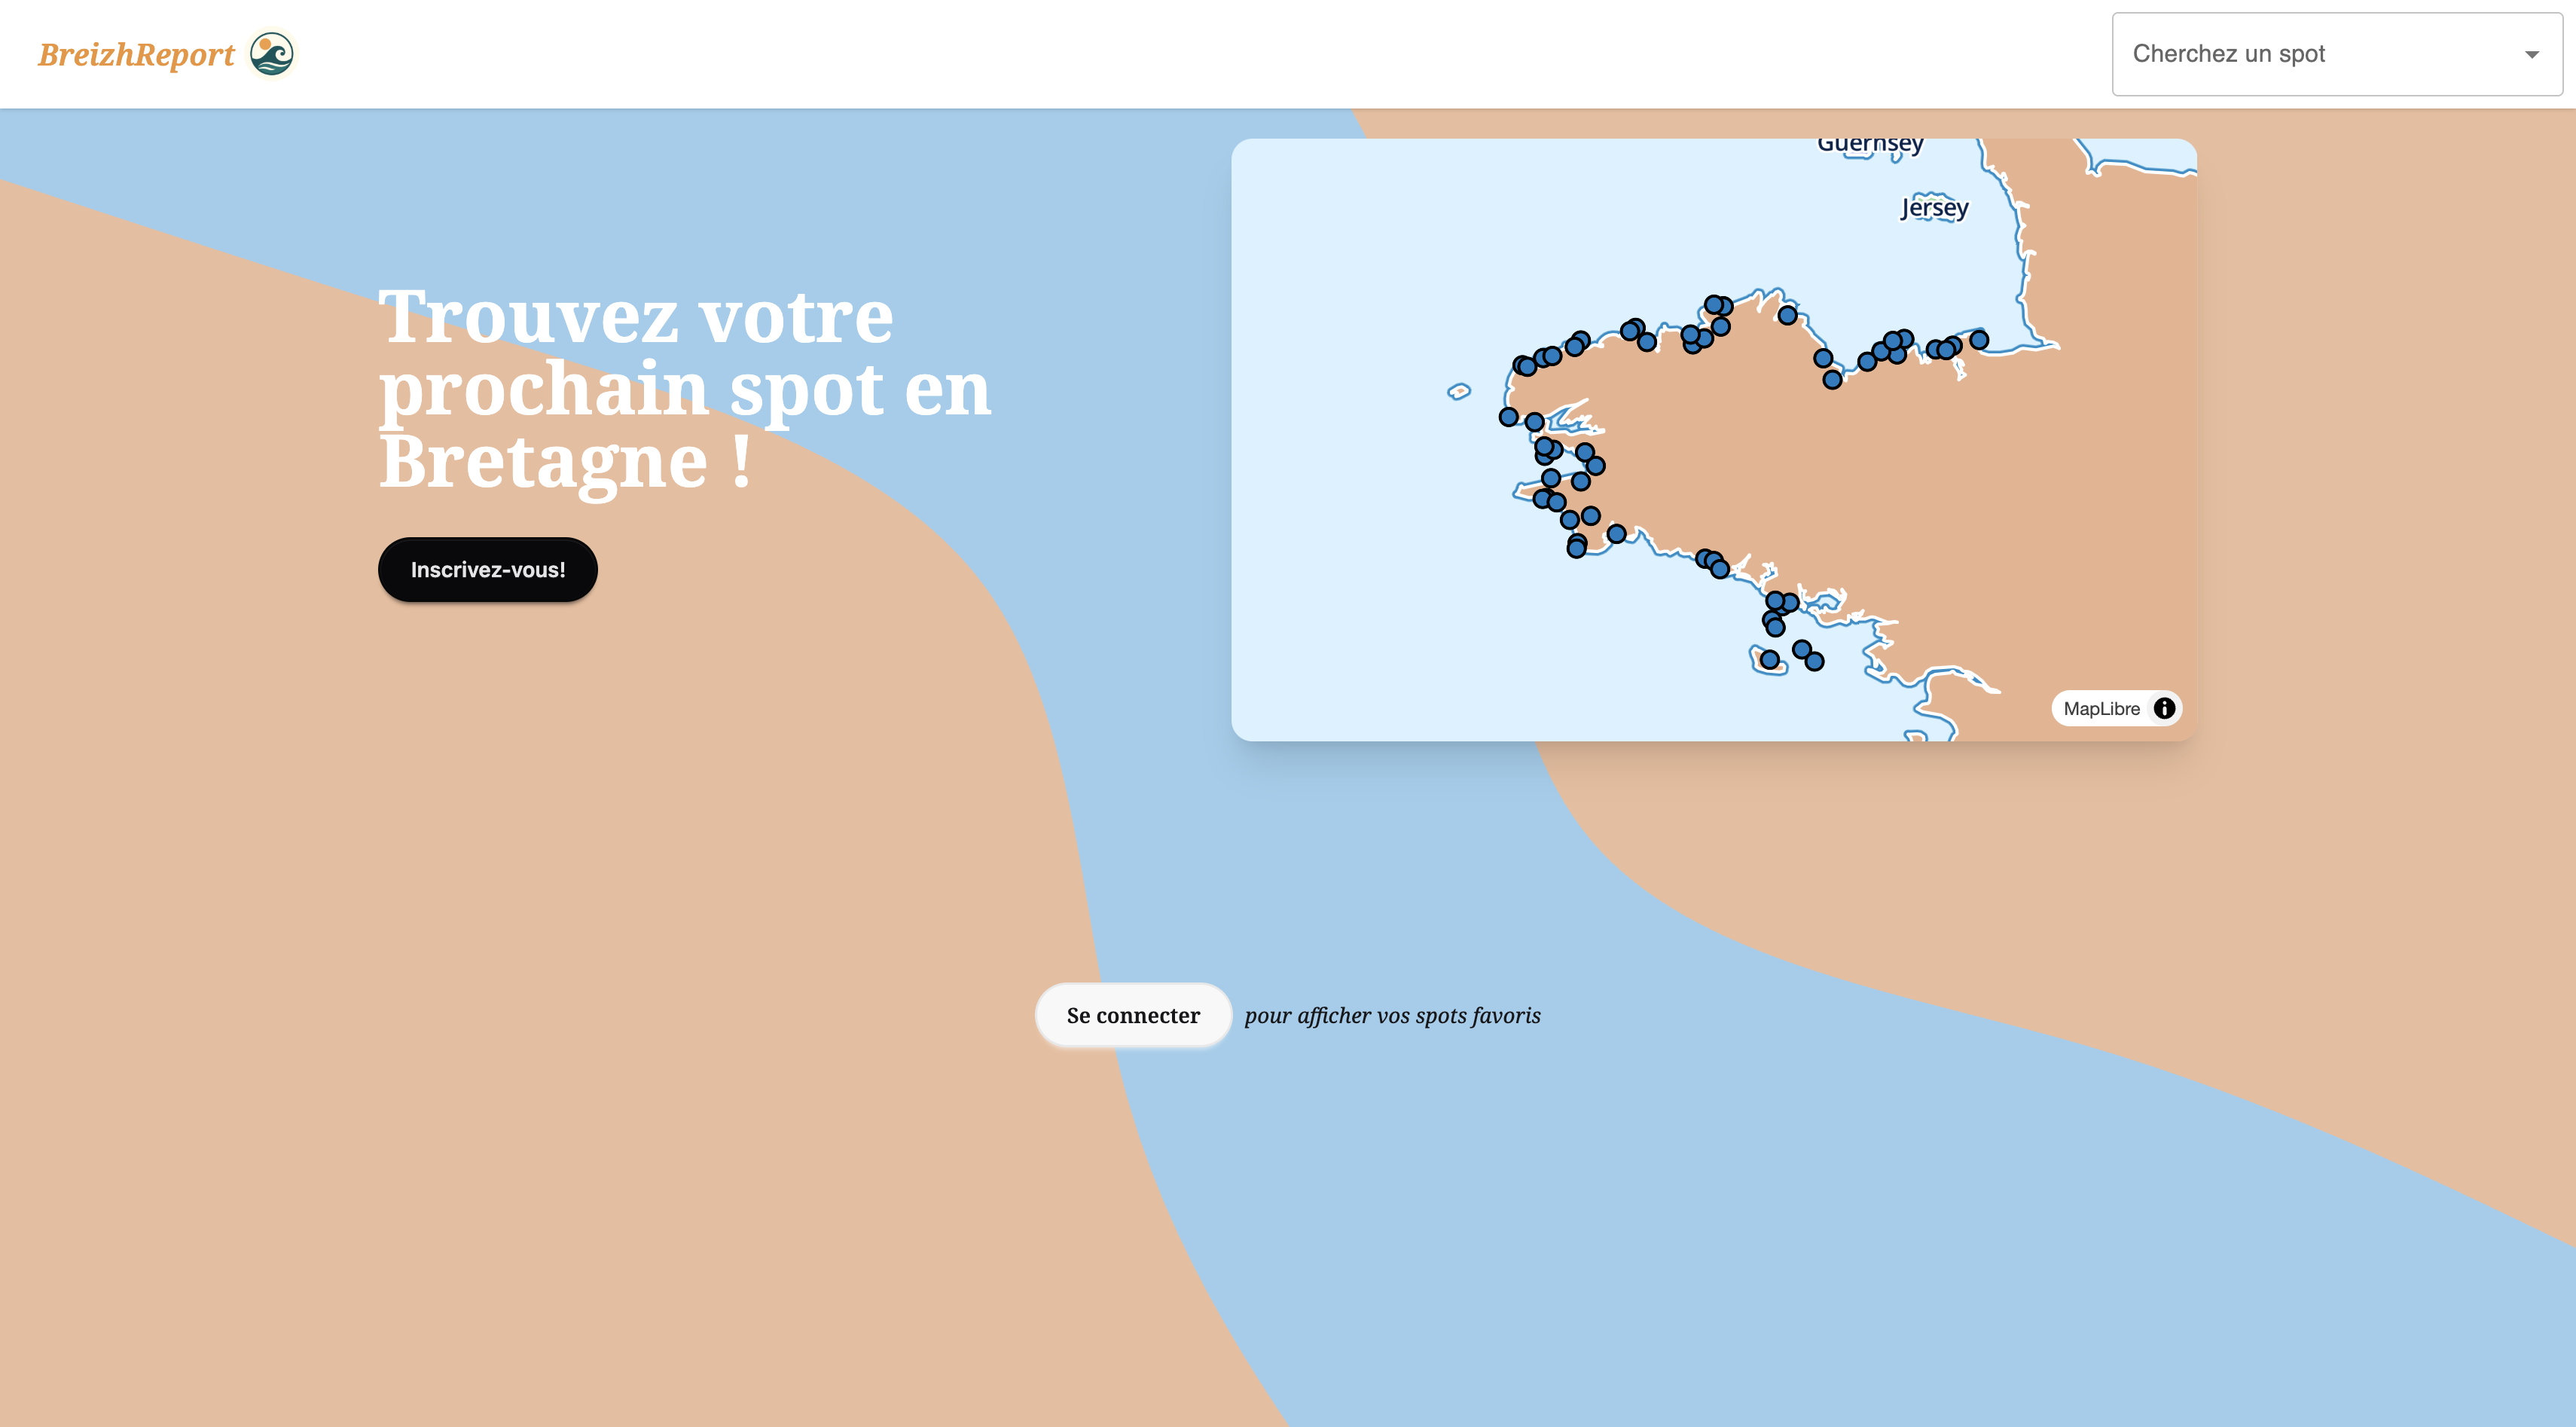 BreizhReport
Cherchez un spot
Guernsey
Jersey
Trouvez votre
prochain spot en
Bretagne !
Inscrivez-vous!
MapLibre
Se connecter pour afficher vos spots favoris